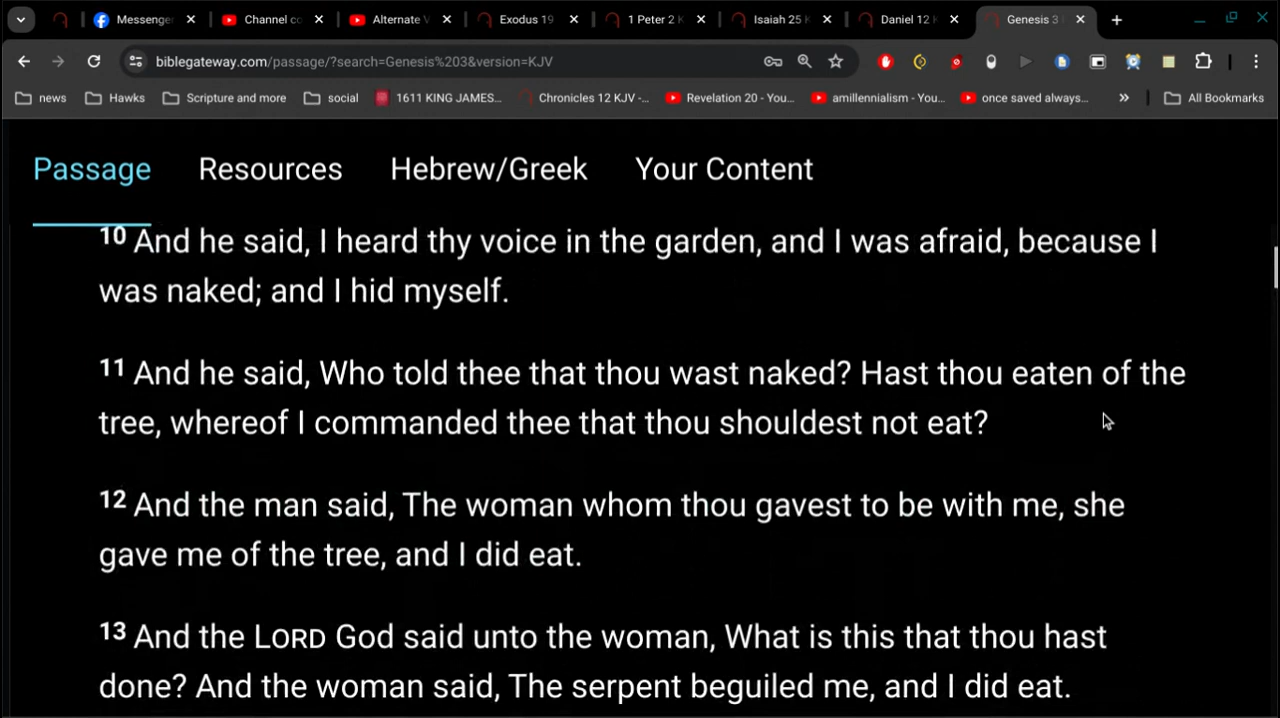 Messenge
Channel co
Alternate V
Exodus 19
1 Peter 2 K
Isaiah 25 K
Daniel 12 K
Genesis 3
biblegateway.com/passage/?search=Genesis%203&version=KJV
news
Hawks
Scripture and more
social
1611 KING JAMES...
Chronicles 12 KJV -...
Revelation 20 - You...
amillennialism - You...
once saved always...
All Bookmarks
Passage
Resources
Hebrew/Greek
Your Content
10 And he said, I heard thy voice in the garden, and I was afraid, because I
was naked; and I hid myself.
11 And he said, Who told thee that thou wast naked? Hast thou eaten of the
tree, whereof I commanded thee that thou shouldest not eat?
12 And the man said, The woman whom thou gavest to be with me, she
gave me of the tree, and I did eat.
13 And the LORD God said unto the woman, What is this that thou hast
done? And the woman said, The serpent beguiled me, and I did eat.